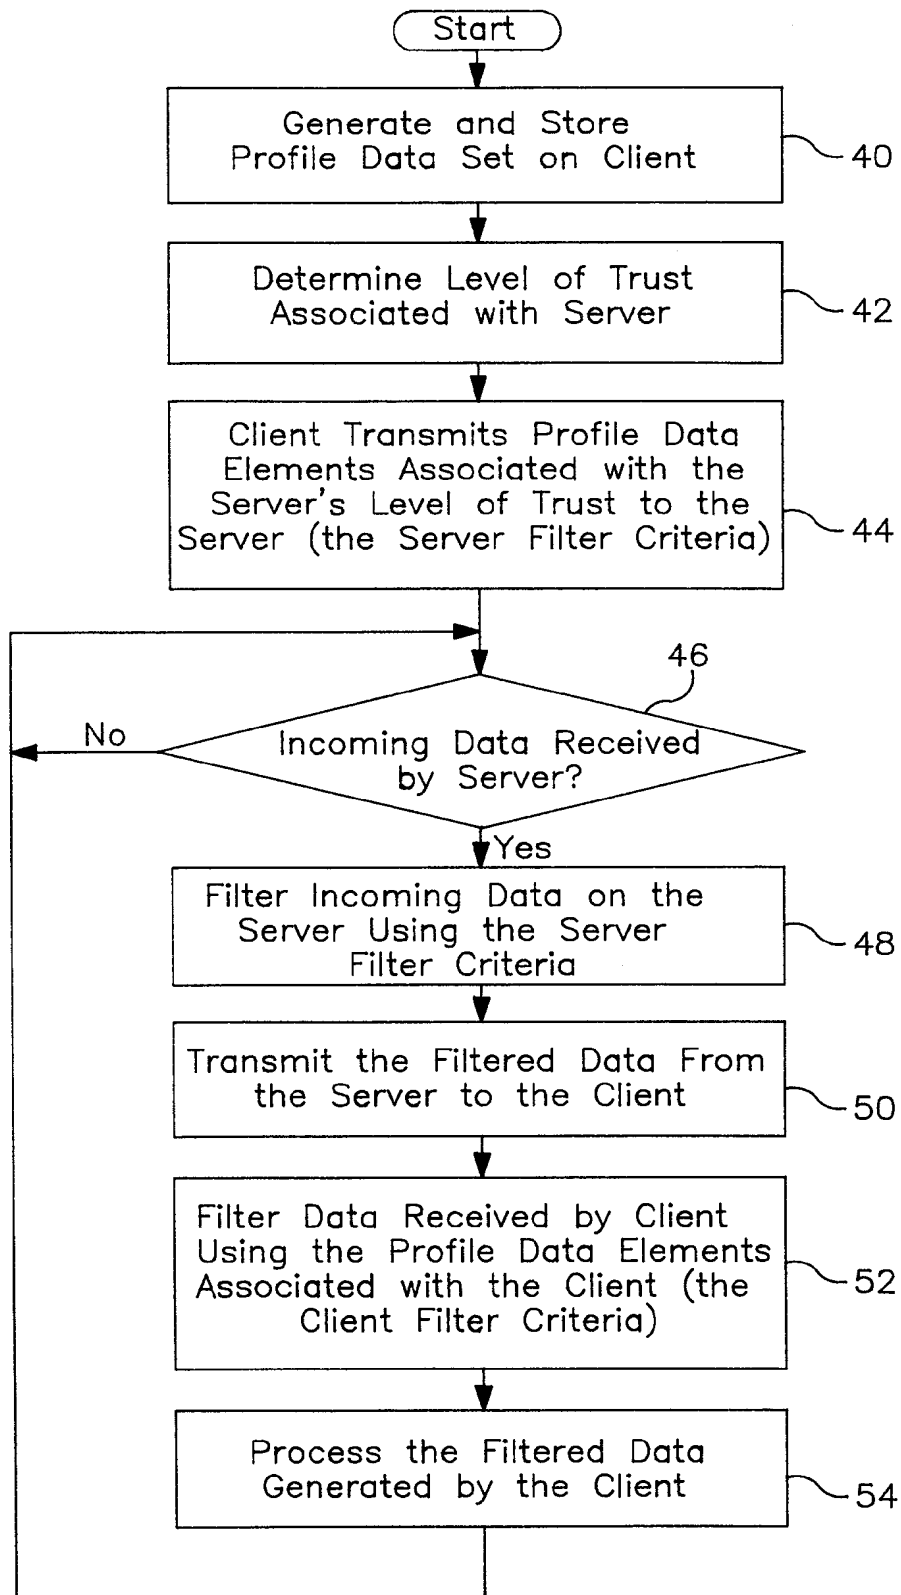 Start
Generate and Store
Profile Data Set on Client
40
Determine Level of Trust
Associated with Server
42
Client Transmits Profile Data
Elements Associated with the
Server's Level of Trust to the
Server (the Server Filter Criteria)
44
46
No
Incoming Data Received
by Server?
Yes
Filter Incoming Data on the
Server Using the Server
Filter Criteria
48
Transmit the Filtered Data From
the Server to the Client
50
Filter Data Received by Client
Using the Profile Data Elements
Associated with the Client (the
Client Filter Criteria)
52
Process the Filtered Data
Generated by the Client
54